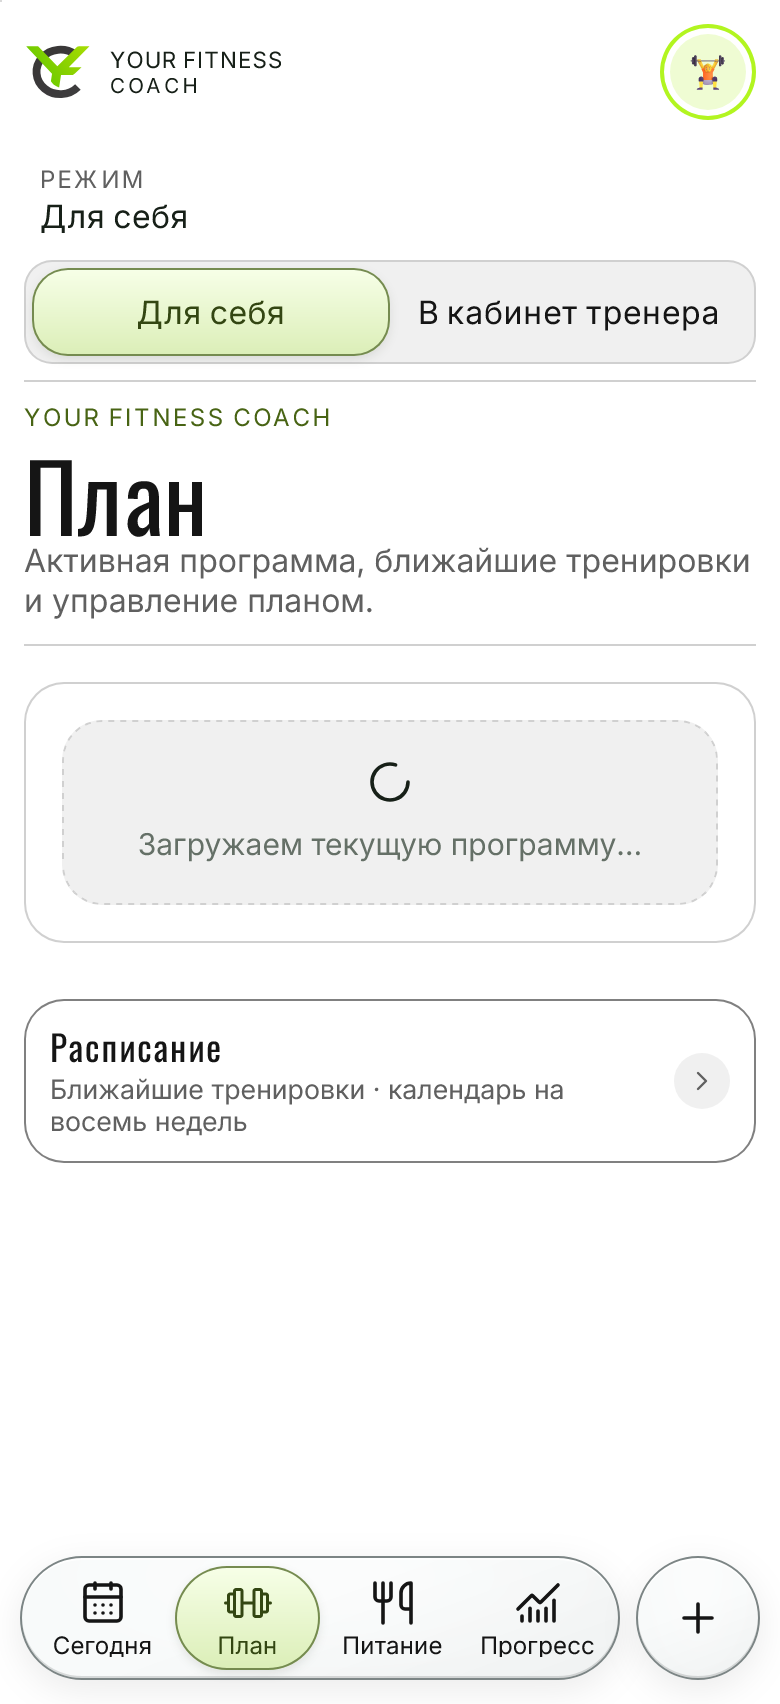 YOUR FITNESS
COACH
РЕЖИМ
Для себя
Для себя
В кабинет тренера
YOUR FITNESS COACH
План
Активная программа, ближайшие тренировки
и управление планом.
Загружаем текущую программу...
Расписание
Ближайшие тренировки · календарь на
восемь недель
Сегодня
План
Питание
Прогресс